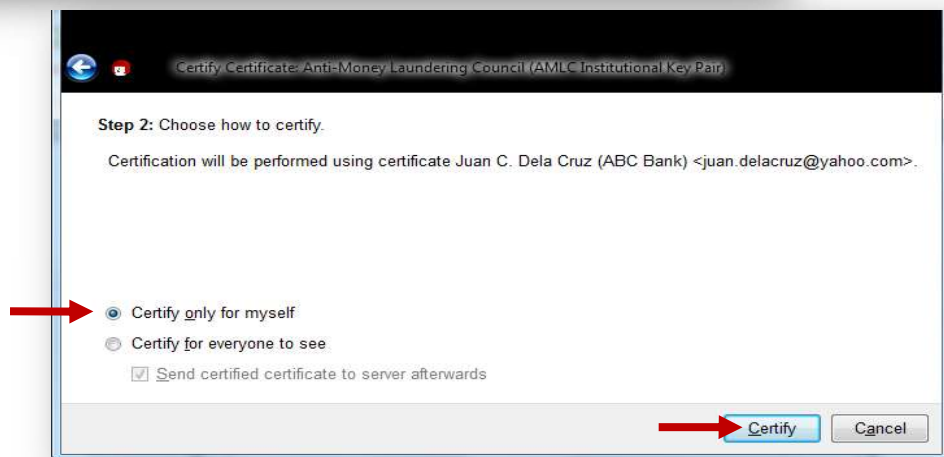 Certify Certificate: Anti-Money Laundering Council (AMLC Institutional Key Pair)
Step 2: Choose how to certify.
Certification will be performed using certificate Juan C. Dela Cruz (ABC Bank) <juan.delacruz@yahoo.com>.
Certify only for myself
Certify for everyone to see
Send certified certificate to server afterwards
Certify Cancel